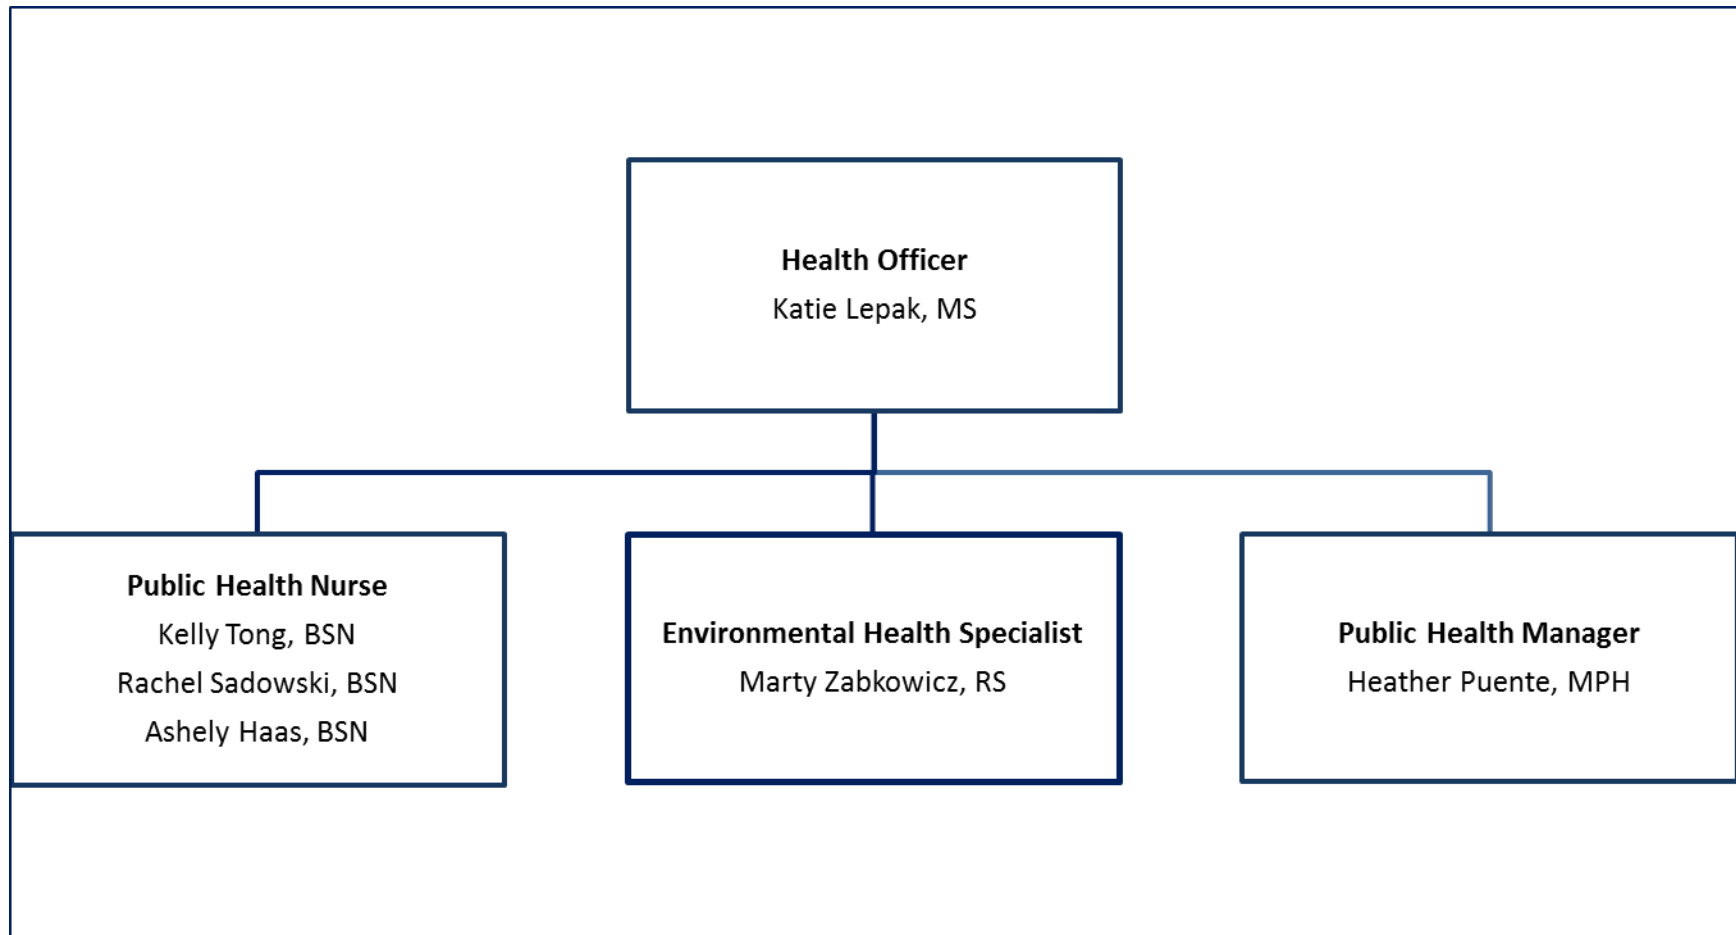 Health Officer
Katie Lepak, MS
Public Health Nurse
Kelly Tong, BSN
Rachel Sadowski, BSN
Ashely Haas, BSN
Environmental Health Specialist
Marty Zabkowicz, RS
Public Health Manager
Heather Puente, MPH